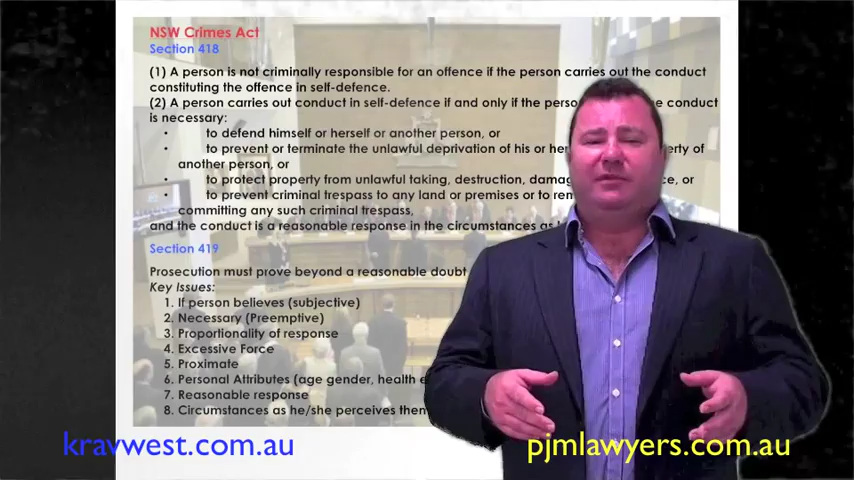 NSW Crimes Act
Section 418
(1) A person is not criminally responsible for an offence if the person carries out the conduct
constituting the offence in self-defence.
(2) A person carries out conduct in self-defence if and only if the conduct
is necessary:
• to defend himself or herself or another person, or
• to prevent or terminate the unlawful deprivation of his or of
another person, or
• to protect property from unlawful taking, destruction, or
• to prevent criminal trespass to any land or premises or to
committing any such criminal trespass,
and the conduct is a reasonable response in the circumstances as
Section 419
Prosecution must prove beyond a reasonable doubt
Key Issues:
1. If person believes (subjective)
2. Necessary (Preemptive)
3. Proportionality of response
4. Excessive Force
5. Proximate
6. Personal Attributes (age gender, health
7. Reasonable response
8. Circumstances as he/she perceives
kravwest.com.au
pjmlawyers.com.au